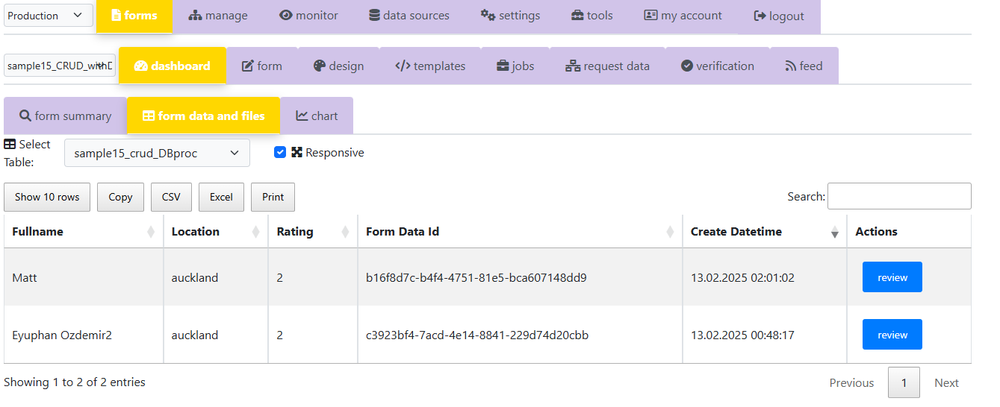 Production forms manage monitor data sources settings tools my account logout
sample15_CRUD_withD dashboard form design templates jobs request data verification feed
form summary form data and files chart
Select Table: sample15_crud_DBproc Responsive
Show 10 rows Copy CSV Excel Print Search:
Fullname Location Rating Form Data Id Create Datetime Actions
Matt auckland 2 b16f8d7c-b4f4-4751-81e5-bca607148dd9 13.02.2025 02:01:02 review
Eyuphan Ozdemir2 auckland 2 c3923bf4-7acd-4e14-8841-229d74d20cbb 13.02.2025 00:48:17 review
Showing 1 to 2 of 2 entries Previous 1 Next